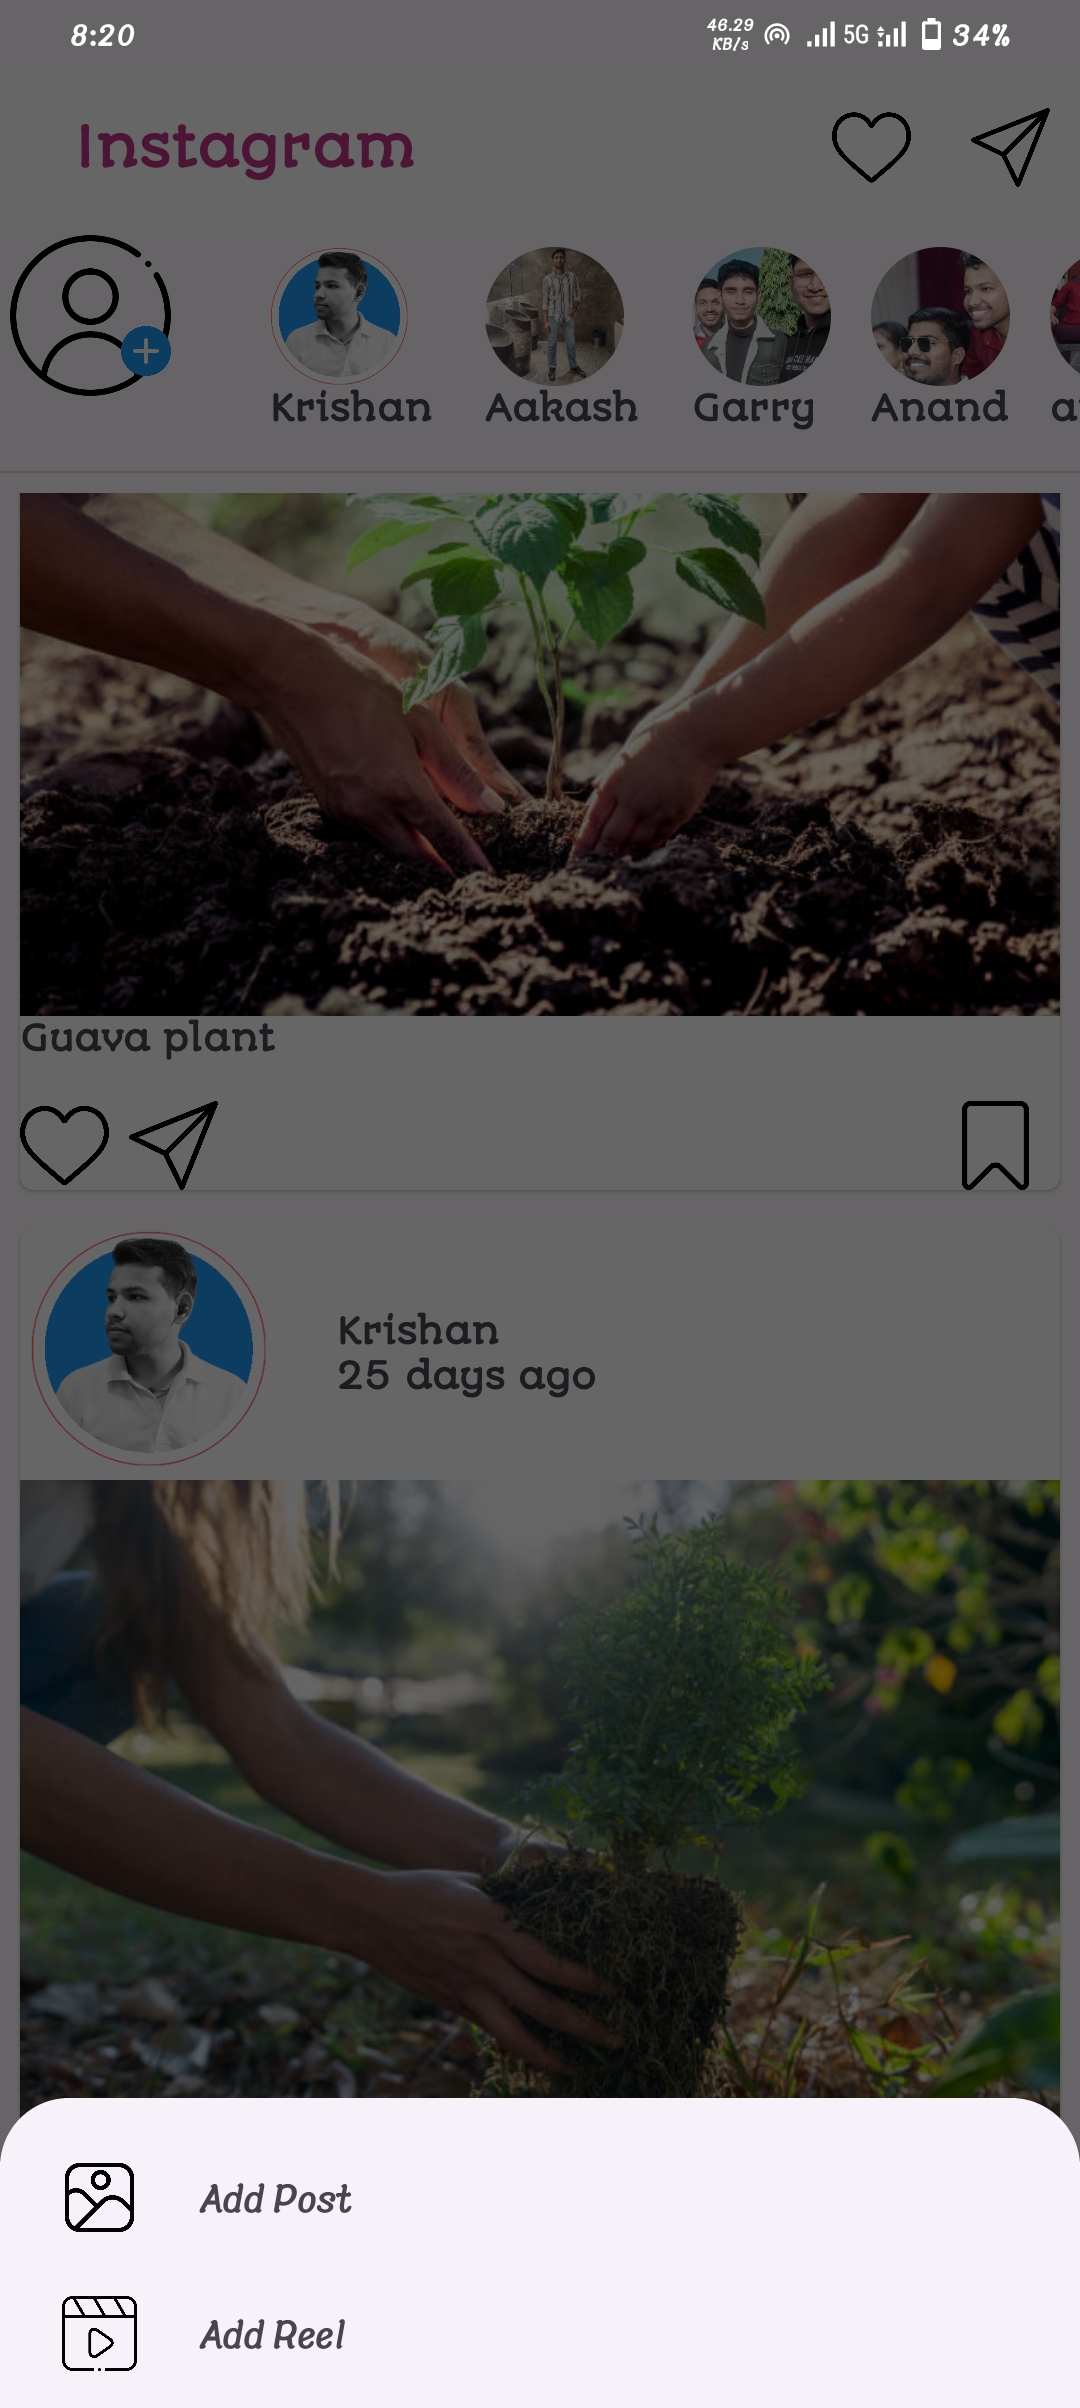 8:20
46.29
KB/s
5G
34%
Instagram
Krishan
Aakash
Garry
Anand
Guava plant
Krishan
25 days ago
Add Post
Add Reel